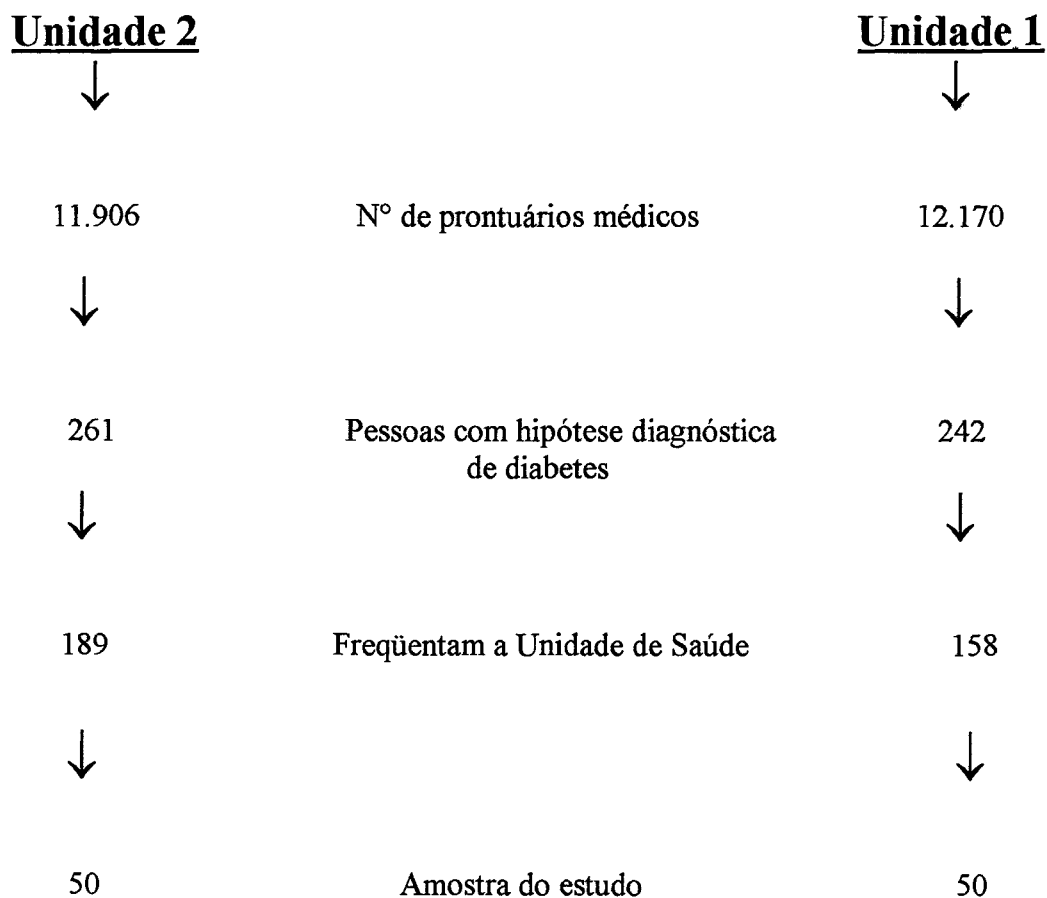 Unidade 2 Unidade 1
11.906 Nº de prontuários médicos 12.170
261 Pessoas com hipótese diagnóstica 242
de diabetes
189 Freqüentam a Unidade de Saúde 158
50 Amostra do estudo 50